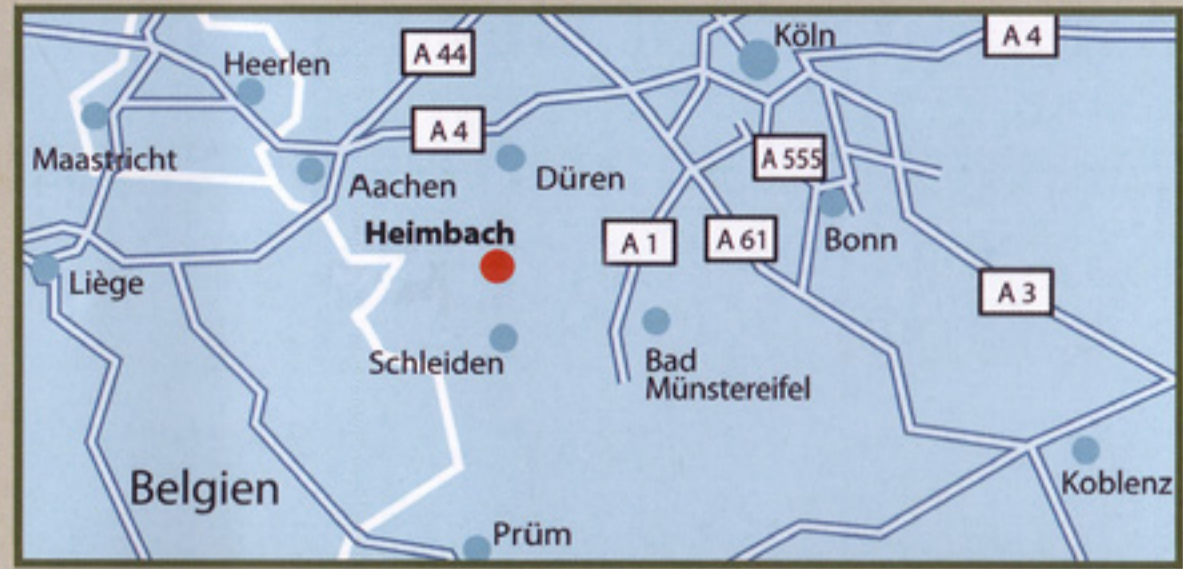 Köln
A 4
A 44
Heerlen
A 4
Maastricht
A 555
Aachen
Düren
Heimbach
A 1
A 61
Bonn
Liège
A 3
Schleiden
Bad
Münstereifel
Belgien
Koblenz
Prüm